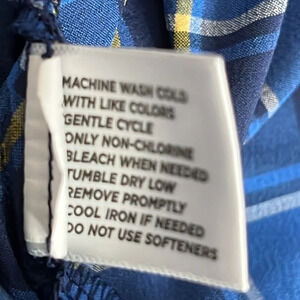 MACHINE WASH COLD
WITH LIKE COLORS
GENTLE CYCLE
ONLY NON-CHLORINE
BLEACH WHEN NEEDED
TUMBLE DRY LOW
REMOVE PROMPTLY
COOL IRON IF NEEDED
DO NOT USE SOFTENERS